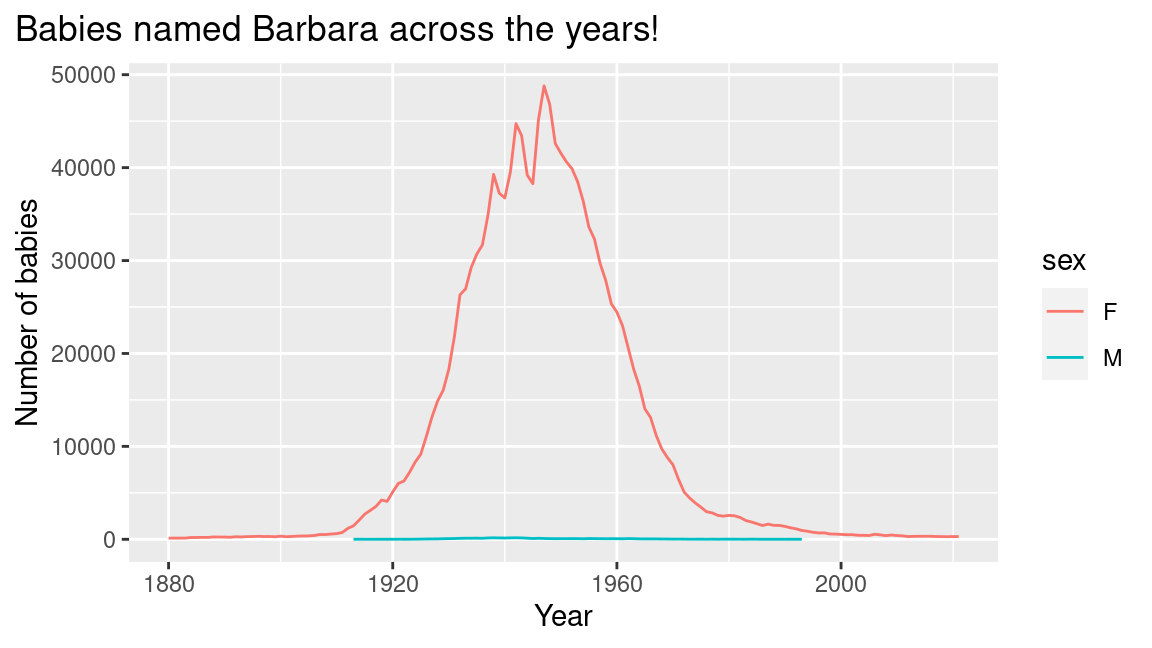 Babies named Barbara across the years!
50000
40000
30000
20000
10000
0
Number of babies
1880 1920 1960 2000
Year
sex
F
M